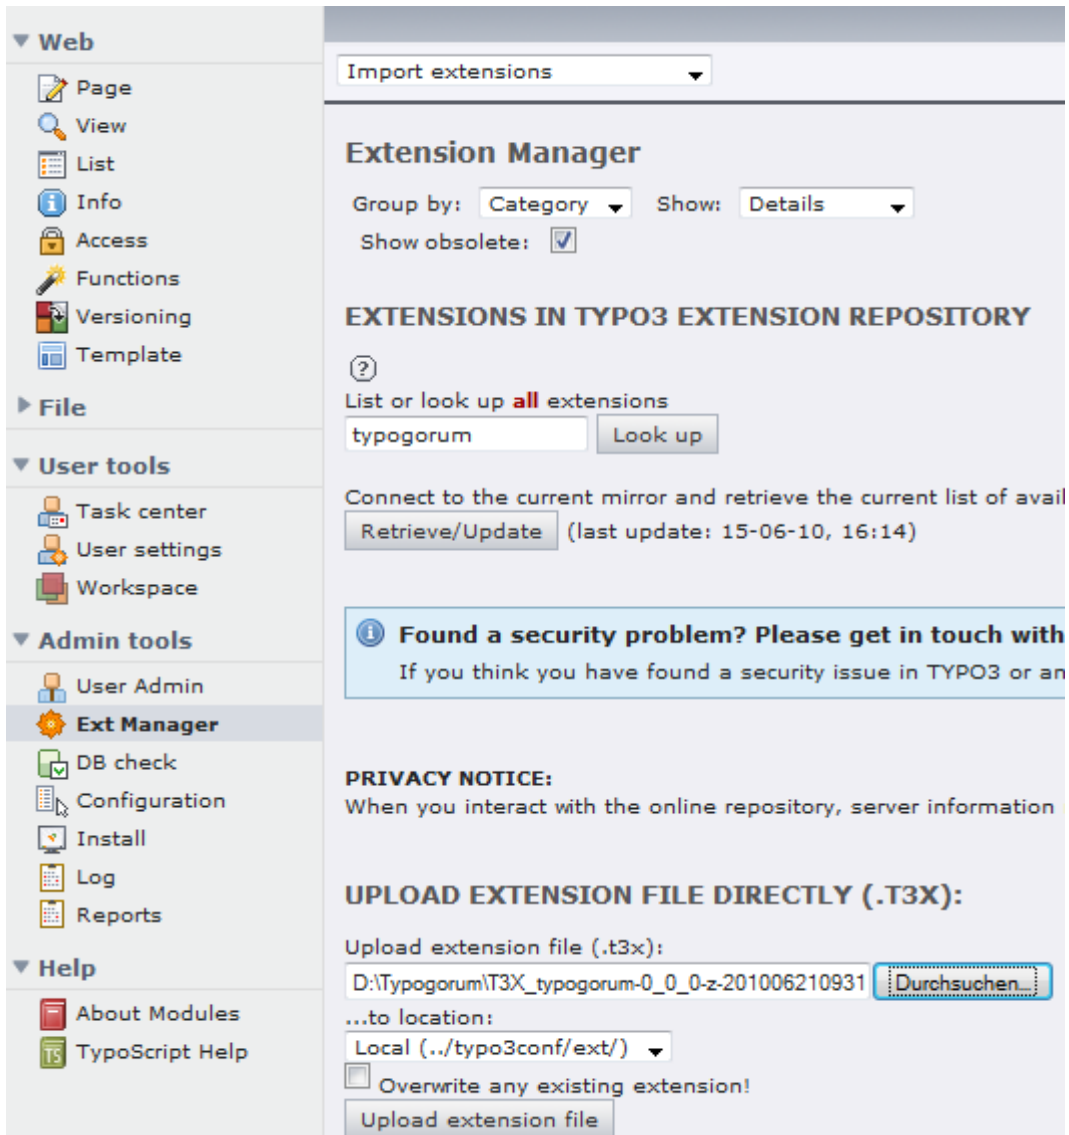 Web
Page
View
List
Info
Access
Functions
Versioning
Template
File
User tools
Task center
User settings
Workspace
Admin tools
User Admin
Ext Manager
DB check
Configuration
Install
Log
Reports
Help
About Modules
TS
TypoScript Help
Import extensions
Extension Manager
Group by: Category Show: Details
Show obsolete:
EXTENSIONS IN TYPO3 EXTENSION REPOSITORY
?
List or look up all extensions
typogorum Look up
Connect to the current mirror and retrieve the current list of avail
Retrieve/Update (last update: 15-06-10, 16:14)
Found a security problem? Please get in touch with
If you think you have found a security issue in TYPO3 or an
PRIVACY NOTICE:
When you interact with the online repository, server information
UPLOAD EXTENSION FILE DIRECTLY (.T3X):
Upload extension file (.t3x):
D:\Typogorum\T3X_typogorum-0_0_0-z-201006210931 Durchsuchen...
...to location:
Local (../typo3conf/ext/)
Overwrite any existing extension!
Upload extension file